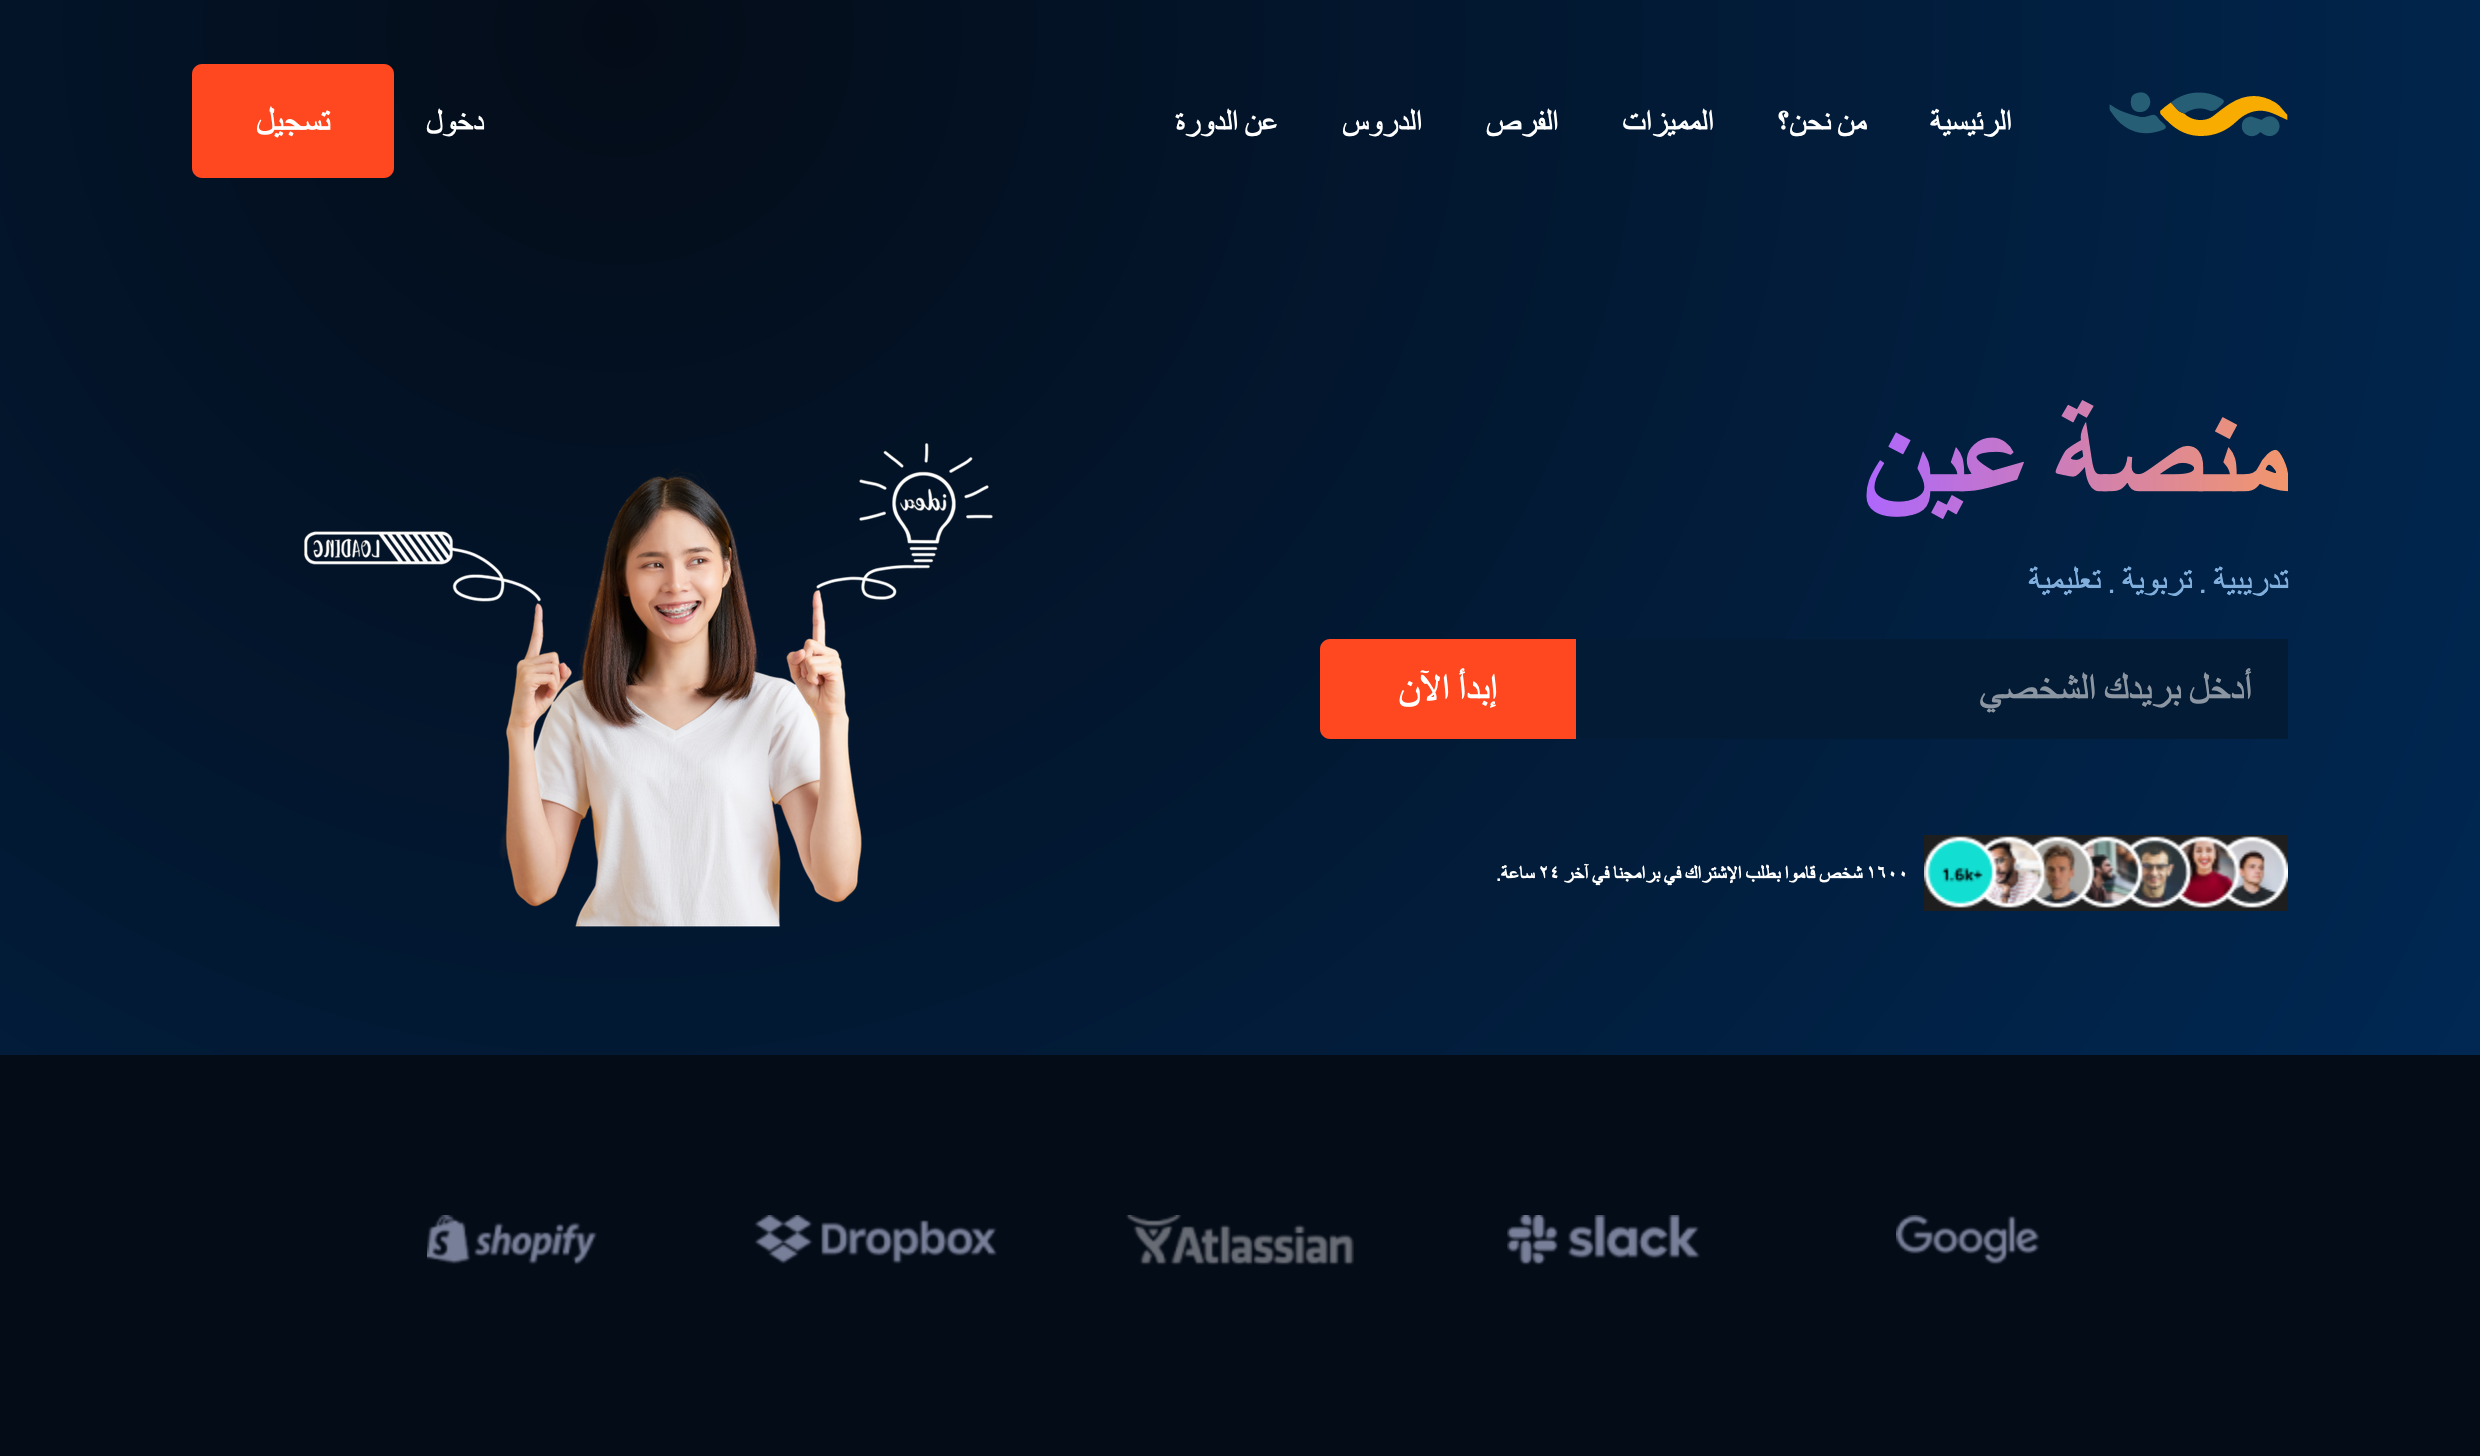 الرئيسية
من نحن؟
المميزات
الفرص
الدروس
عن الدورة
دخول
تسجيل
منصة عين
تدريبية . تربوية . تعليمية
أدخل بريدك الشخصي
إبدأ الآن
1.6k+
١٦٠٠ شخص قاموا بطلب الإشتراك في برامجنا في آخر ٢٤ ساعة.
idea
LOADING
Google
slack
Atlassian
Dropbox
shopify